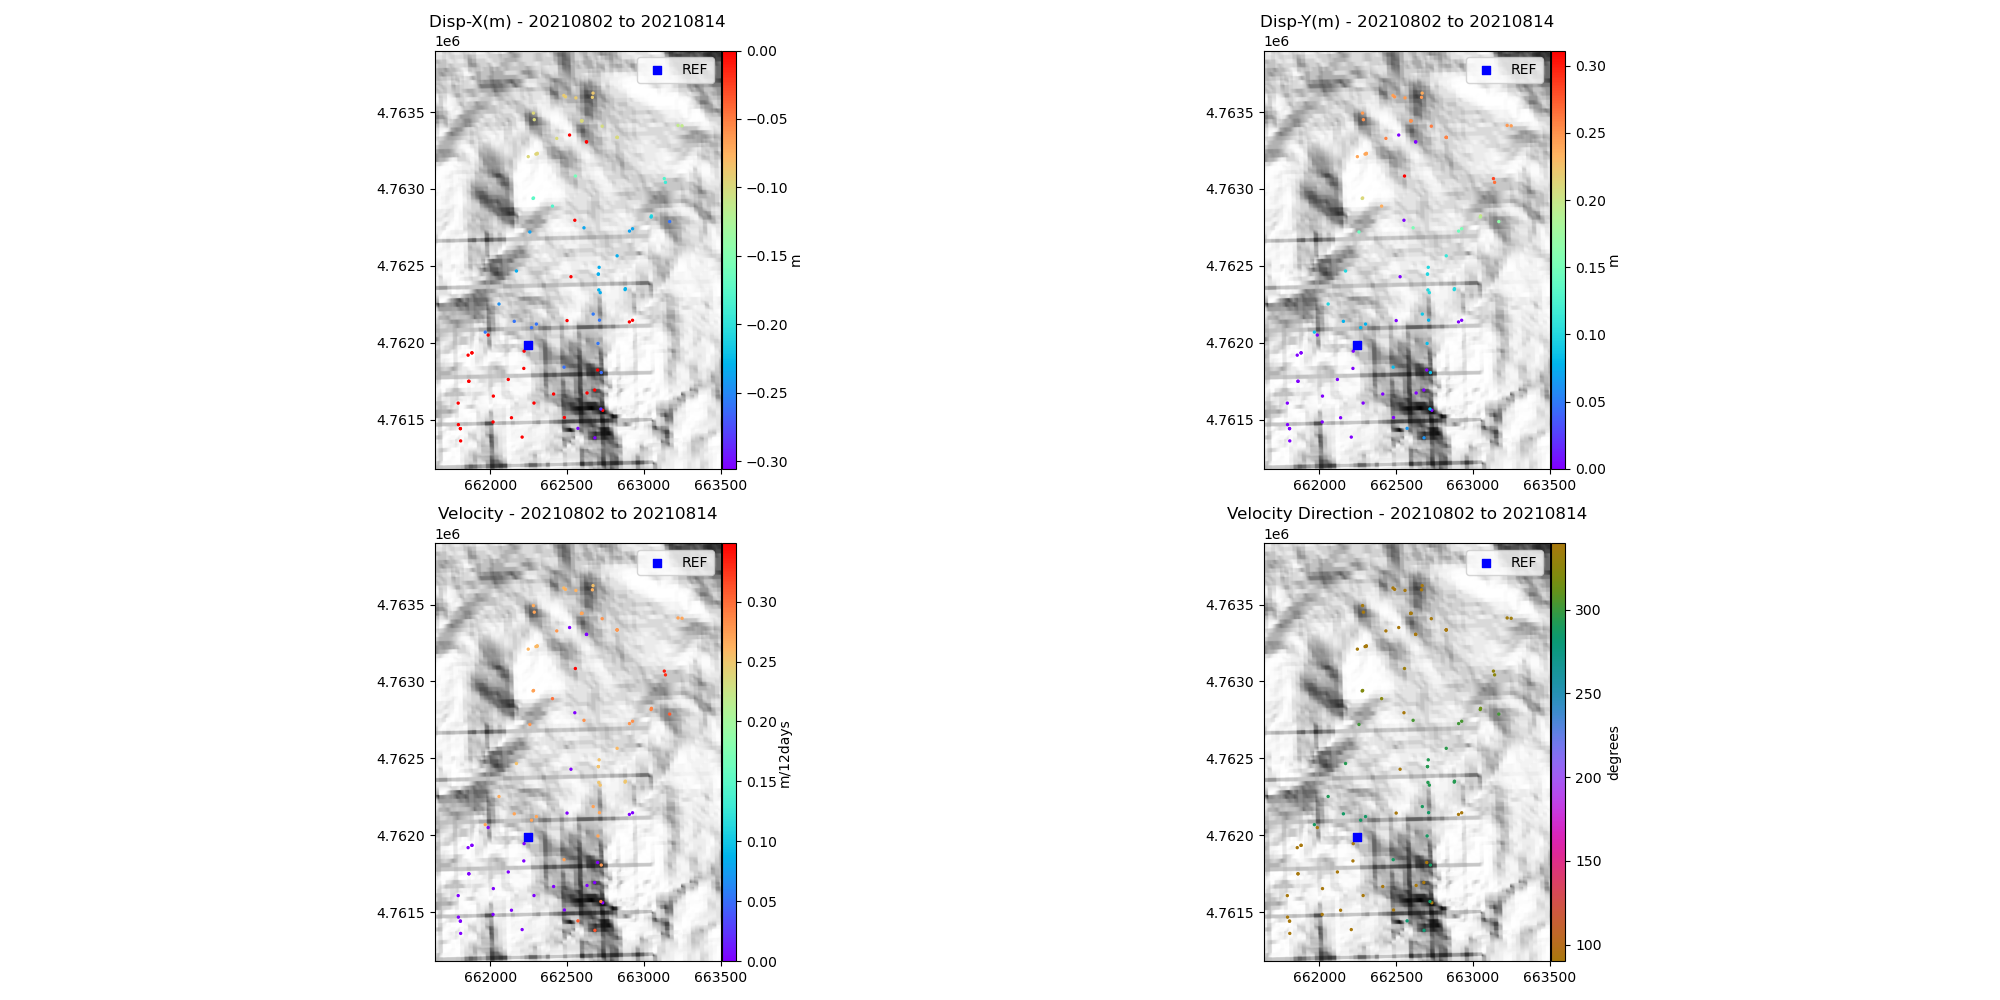 Disp-X(m) - 20210802 to 20210814
1e6
REF
4.7635
4.7630
4.7625
4.7620
4.7615
662000 662500 663000 663500
0.00
−0.05
−0.10
−0.15
−0.20
−0.25
−0.30
m
Disp-Y(m) - 20210802 to 20210814
1e6
REF
4.7635
4.7630
4.7625
4.7620
4.7615
662000 662500 663000 663500
0.30
0.25
0.20
0.15
0.10
0.05
0.00
m
Velocity - 20210802 to 20210814
1e6
REF
4.7635
4.7630
4.7625
4.7620
4.7615
662000 662500 663000 663500
0.30
0.25
0.20
0.15
0.10
0.05
0.00
m/12days
Velocity Direction - 20210802 to 20210814
1e6
REF
4.7635
4.7630
4.7625
4.7620
4.7615
662000 662500 663000 663500
300
250
200
150
100
degrees